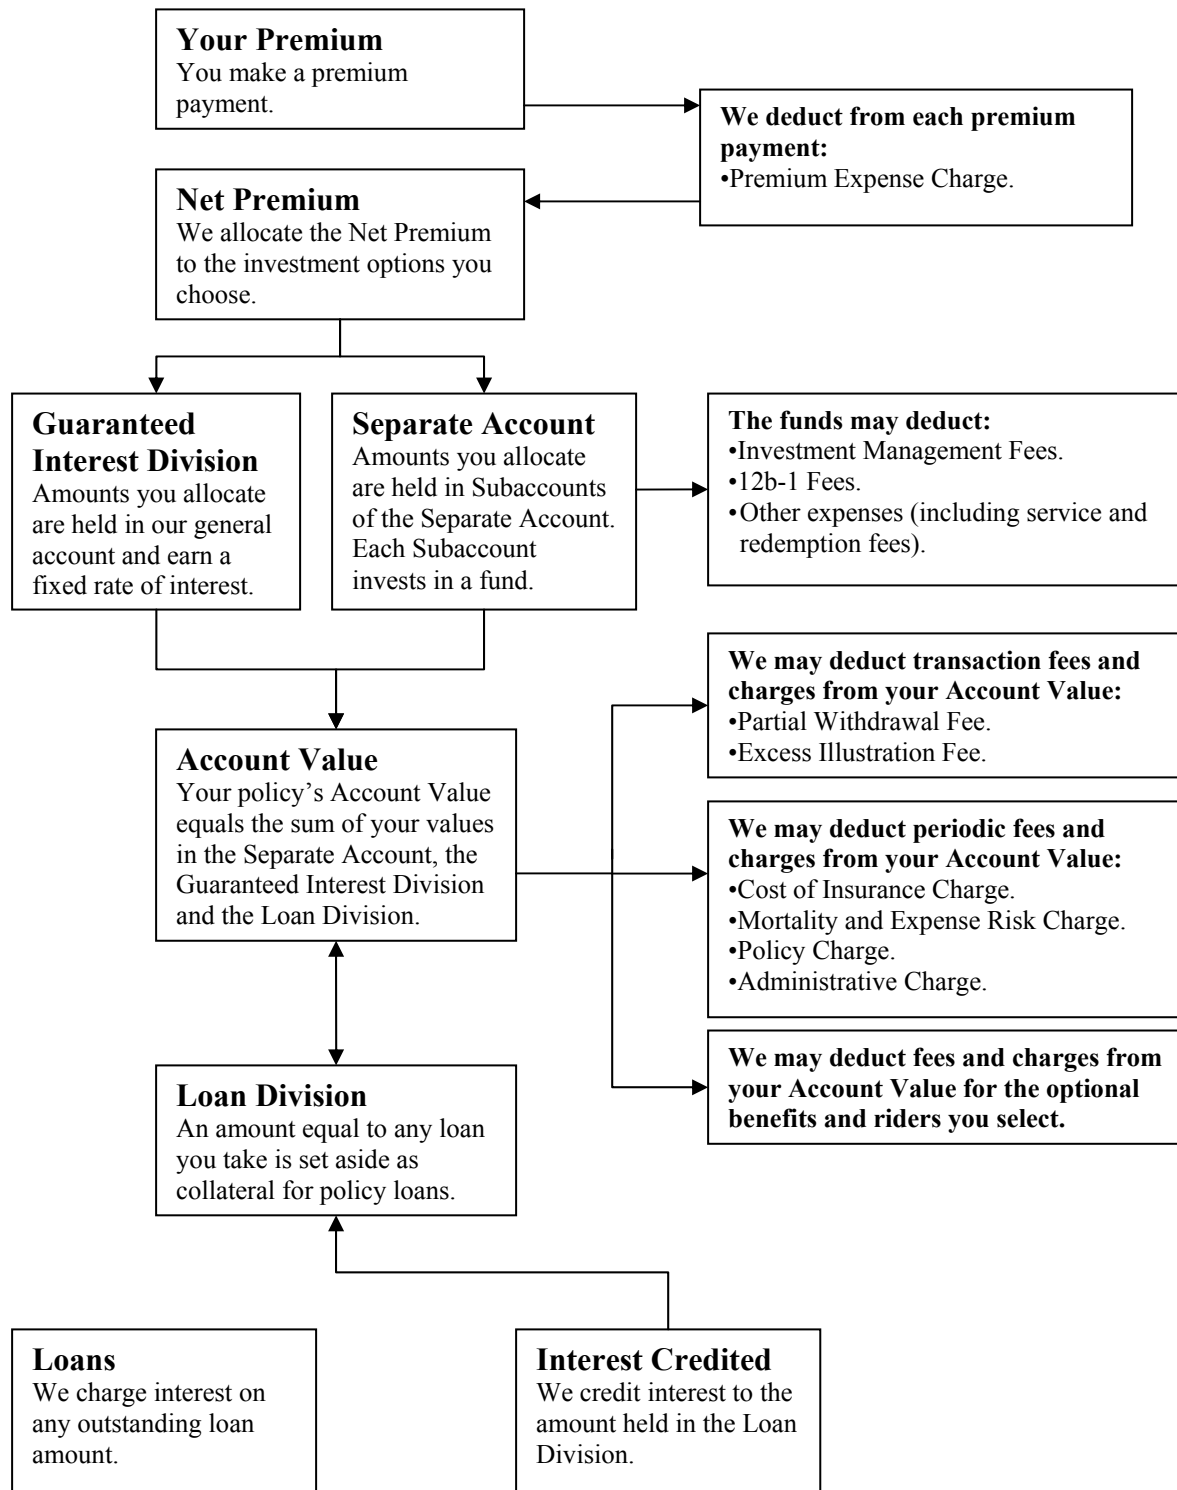 Your Premium
You make a premium
payment.
We deduct from each premium
payment:
•Premium Expense Charge.
Net Premium
We allocate the Net Premium
to the investment options you
choose.
Guaranteed
Interest Division
Amounts you allocate
are held in our general
account and earn a
fixed rate of interest.
Separate Account
Amounts you allocate
are held in Subaccounts
of the Separate Account.
Each Subaccount
invests in a fund.
The funds may deduct:
•Investment Management Fees.
•12b-1 Fees.
•Other expenses (including service and
redemption fees).
We may deduct transaction fees and
charges from your Account Value:
•Partial Withdrawal Fee.
•Excess Illustration Fee.
Account Value
Your policy’s Account Value
equals the sum of your values
in the Separate Account, the
Guaranteed Interest Division
and the Loan Division.
We may deduct periodic fees and
charges from your Account Value:
•Cost of Insurance Charge.
•Mortality and Expense Risk Charge.
•Policy Charge.
•Administrative Charge.
We may deduct fees and charges from
your Account Value for the optional
benefits and riders you select.
Loan Division
An amount equal to any loan
you take is set aside as
collateral for policy loans.
Loans
We charge interest on
any outstanding loan
amount.
Interest Credited
We credit interest to the
amount held in the Loan
Division.